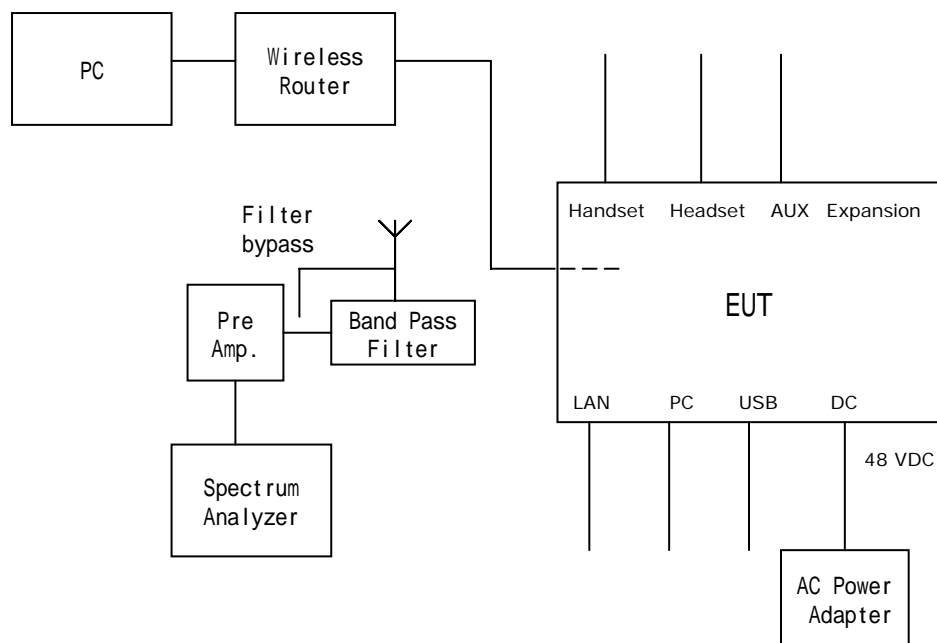 PC
Wireless
Router
Handset Headset AUX Expansion
Filter
bypass
EUT
Pre
Amp.
Band Pass
Filter
LAN PC USB DC
48 VDC
Spectrum
Analyzer
AC Power
Adapter